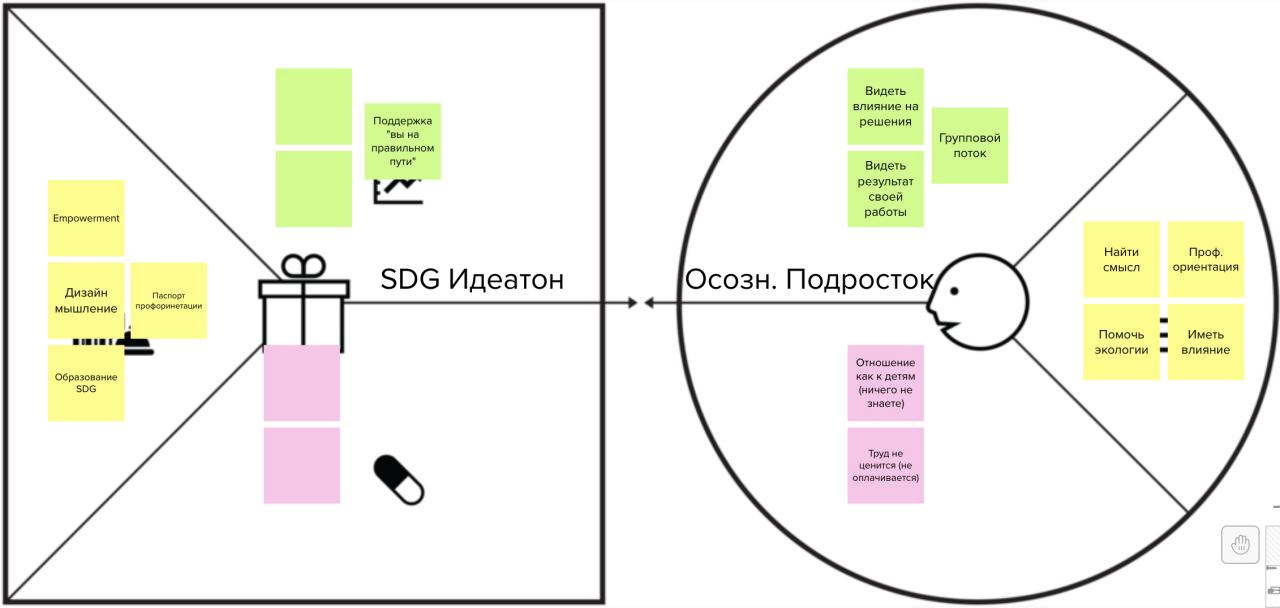 Поддержка
"вы на
правильном
пути"
Empowerment
Дизайн
мышление
Паспорт
профоринетации
Образование
SDG
SDG Идеатон
Видеть
влияние на
решения
Групповой
поток
Видеть
результат
своей
работы
Осозн. Подросток
Найти
смысл
Проф.
ориентация
Помочь
экологии
Иметь
влияние
Отношение
как к детям
(ничего не
знаете)
Труд не
ценится (не
оплачивается)